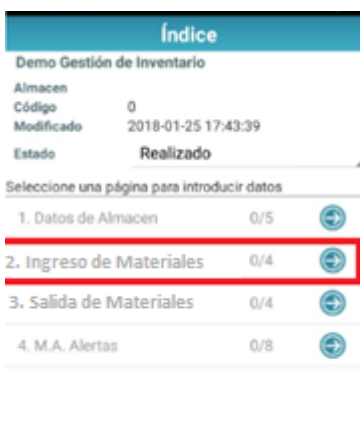 Índice
Demo Gestión de Inventario
Almacen
Código 0
Modificado 2018-01-25 17:43:39
Estado Realizado
Seleccione una página para introducir datos
1. Datos de Almacen 0/5
2. Ingreso de Materiales 0/4
3. Salida de Materiales 0/4
4. M.A. Alertas 0/8